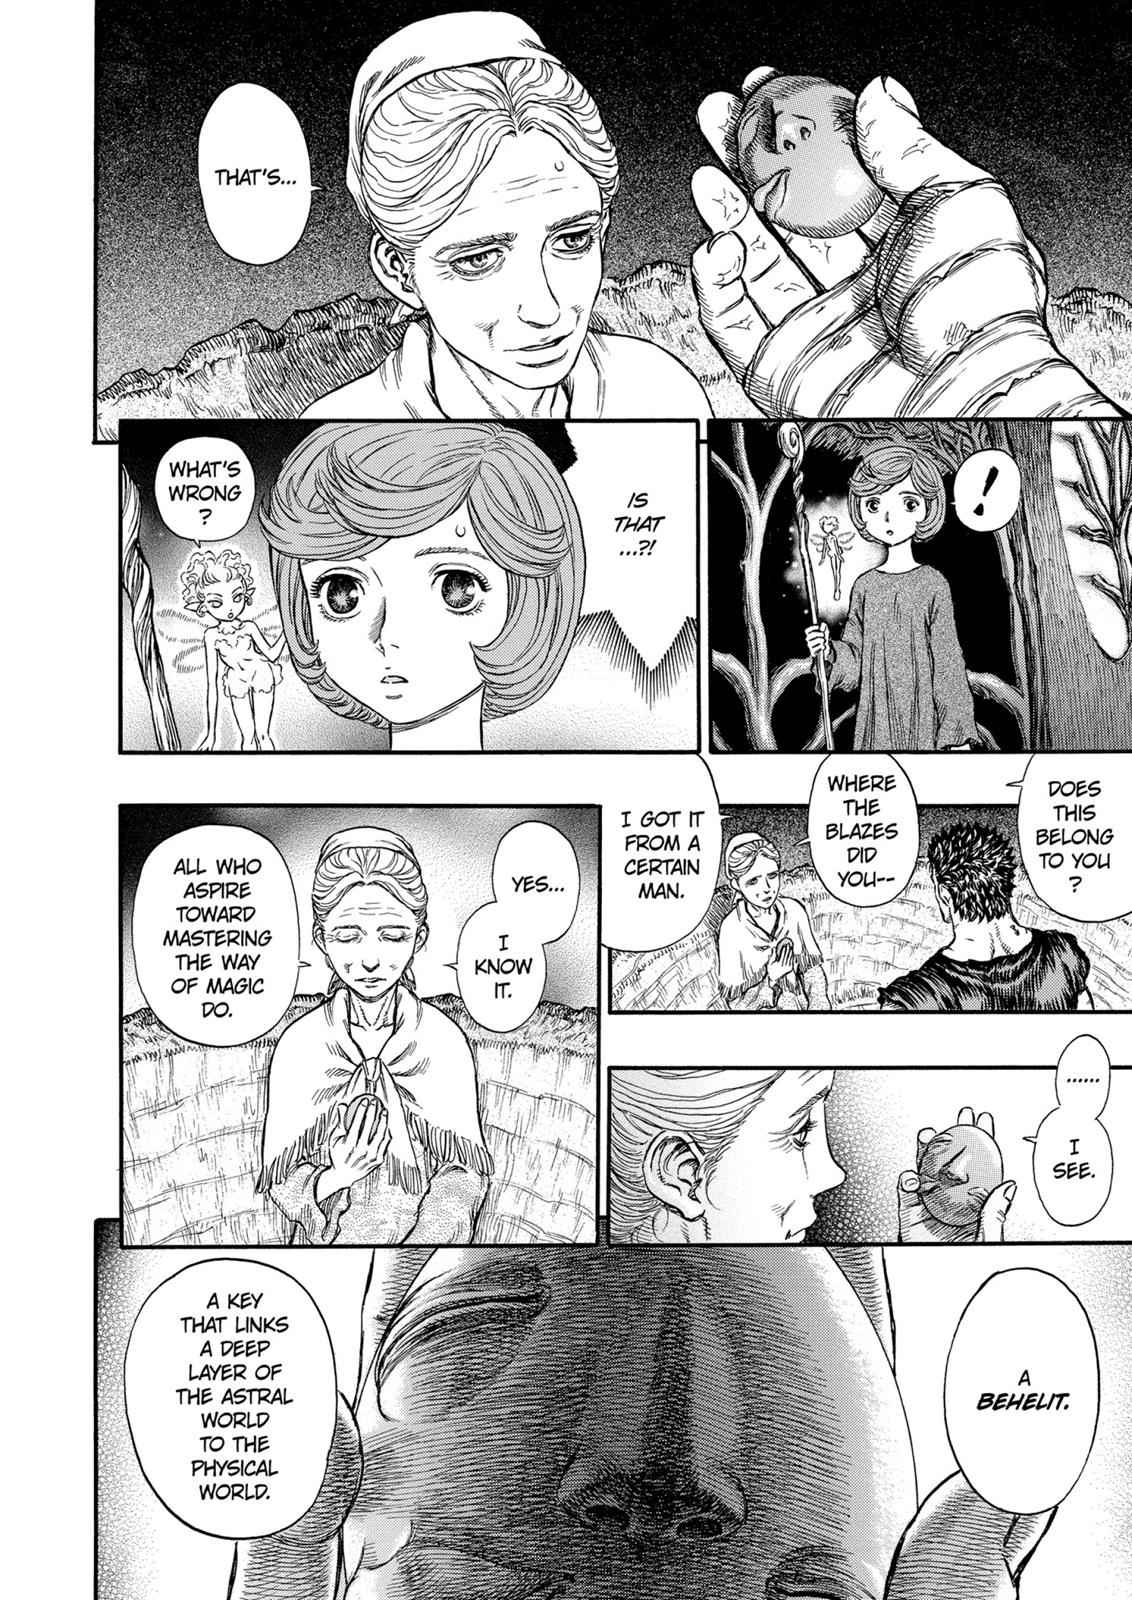 THAT'S...
!
IS
THAT
...?!
WHAT'S
WRONG
?
DOES
THIS
BELONG
TO YOU
?
WHERE
THE
BLAZES
DID
YOU--
I GOT IT
FROM A
CERTAIN
MAN.
......
I
SEE.
YES...
I
KNOW
IT.
ALL WHO
ASPIRE
TOWARD
MASTERING
THE WAY
OF MAGIC
DO.
A
BEHELIT.
A KEY
THAT LINKS
A DEEP
LAYER OF
THE ASTRAL
WORLD
TO THE
PHYSICAL
WORLD.